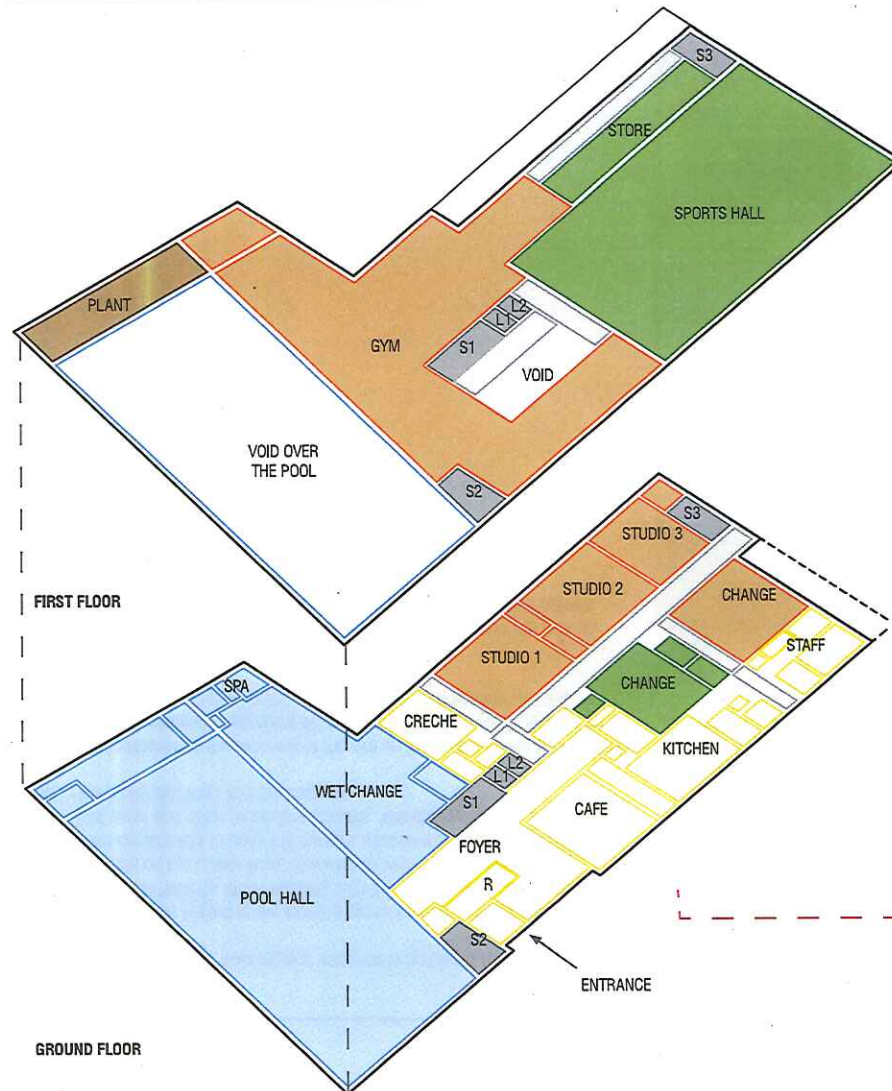 S3
STORE
SPORTS HALL
PLANT
L2
L1
S1
GYM
VOID
VOID OVER
THE POOL
S2
FIRST FLOOR
S3
STUDIO 3
STUDIO 2
CHANGE
STAFF
STUDIO 1
CHANGE
SPA
CRECHE
KITCHEN
L2
L1
WET CHANGE
S1
CAFE
FOYER
POOL HALL
R
S2
ENTRANCE
GROUND FLOOR